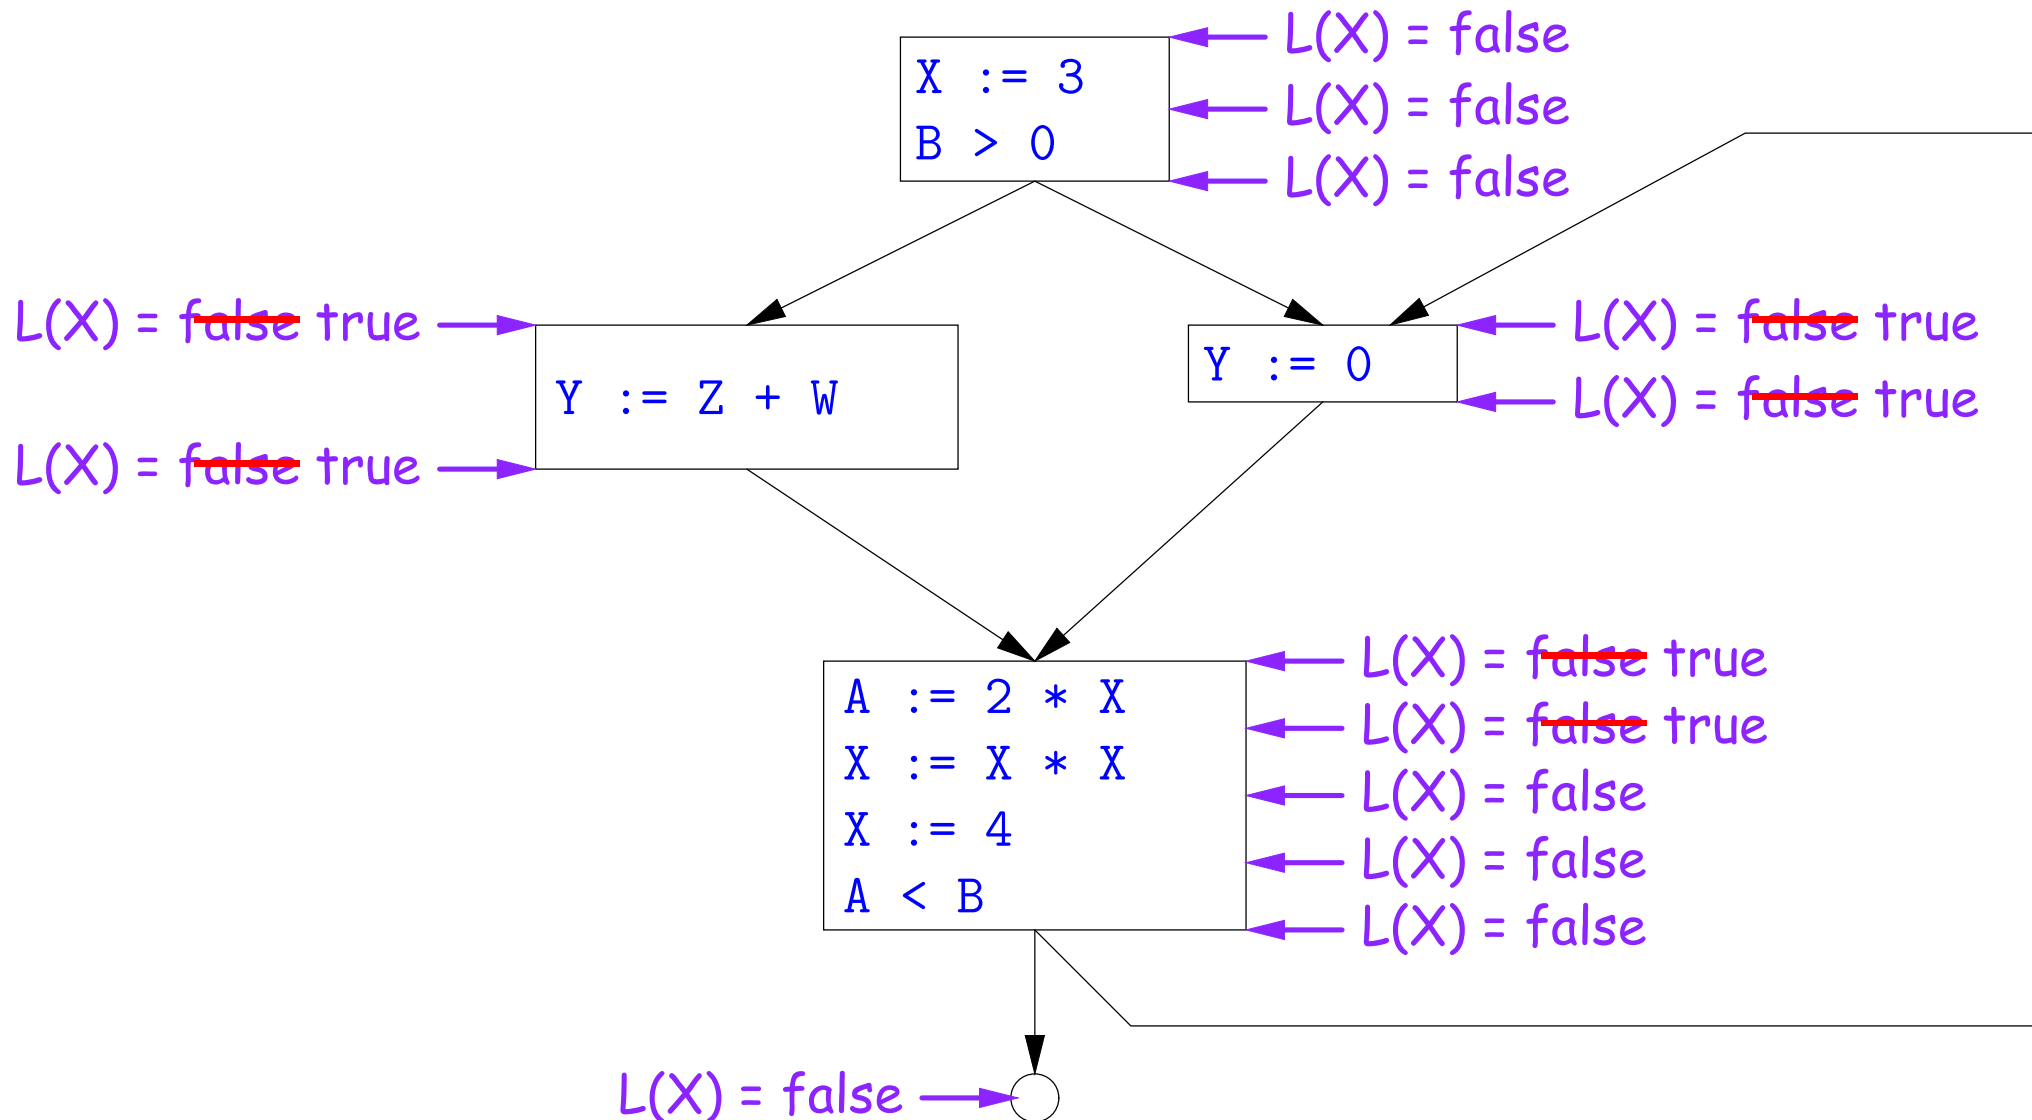 L(X) = false
X := 3
L(X) = false
B > 0
L(X) = false
L(X) = false true
L(X) = false true
Y := 0
Y := Z + W
L(X) = false true
L(X) = false true
L(X) = false true
A := 2 * X
L(X) = false true
X := X * X
L(X) = false
X := 4
L(X) = false
A < B
L(X) = false
L(X) = false